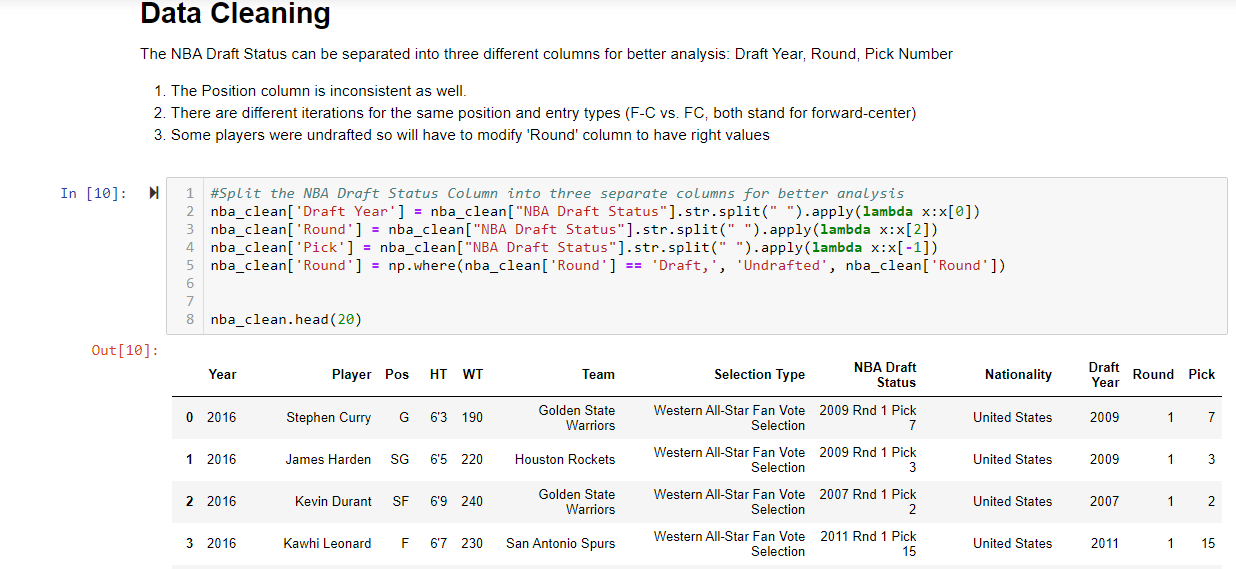 Data Cleaning
The NBA Draft Status can be separated into three different columns for better analysis: Draft Year, Round, Pick Number
1. The Position column is inconsistent as well.
2. There are different iterations for the same position and entry types (F-C vs. FC, both stand for forward-center)
3. Some players were undrafted so will have to modify 'Round' column to have right values
In [10]:
1 #Split the NBA Draft Status Column into three separate columns for better analysis
2 nba_clean['Draft Year'] = nba_clean["NBA Draft Status"].str.split(" ").apply(lambda x:x[0])
3 nba_clean['Round'] = nba_clean["NBA Draft Status"].str.split(" ").apply(lambda x:x[2])
4 nba_clean['Pick'] = nba_clean["NBA Draft Status"].str.split(" ").apply(lambda x:x[-1])
5 nba_clean['Round'] = np.where(nba_clean['Round'] == 'Draft,', 'Undrafted', nba_clean['Round'])
6
7
8 nba_clean.head(20)
Out[10]:
Year Player Pos HT WT Team Selection Type NBA Draft Status Nationality Draft Year Round Pick
0 2016 Stephen Curry G 6'3 190 Golden State Warriors Western All-Star Fan Vote Selection 2009 Rnd 1 Pick 7 United States 2009 1 7
1 2016 James Harden SG 6'5 220 Houston Rockets Western All-Star Fan Vote Selection 2009 Rnd 1 Pick 3 United States 2009 1 3
2 2016 Kevin Durant SF 6'9 240 Golden State Warriors Western All-Star Fan Vote Selection 2007 Rnd 1 Pick 2 United States 2007 1 2
3 2016 Kawhi Leonard F 6'7 230 San Antonio Spurs Western All-Star Fan Vote Selection 2011 Rnd 1 Pick 15 United States 2011 1 15